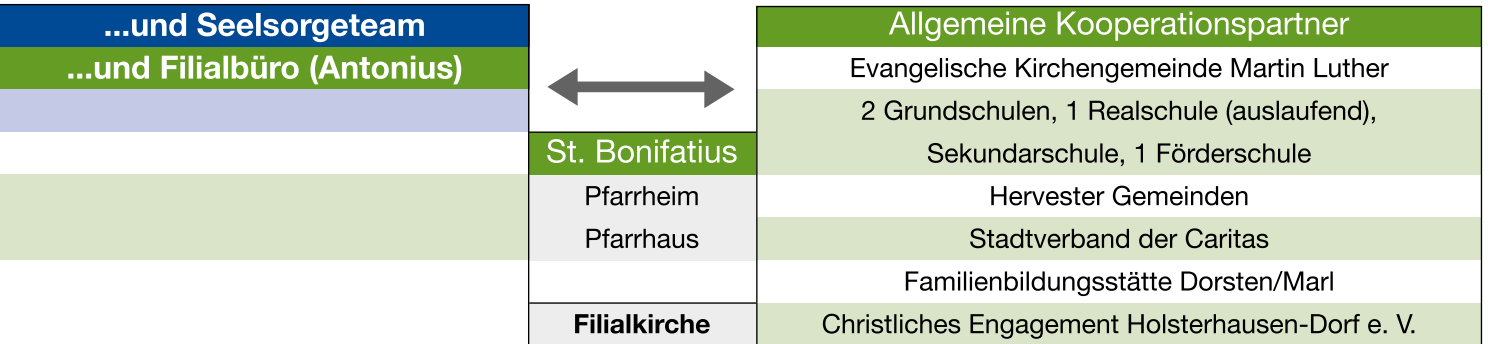 ...und Seelsorgeteam
...und Filialbüro (Antonius)
St. Bonifatius
Pfarrheim
Pfarrhaus
Filialkirche
Allgemeine Kooperationspartner
Evangelische Kirchengemeinde Martin Luther
2 Grundschulen, 1 Realschule (auslaufend),
Sekundarschule, 1 Förderschule
Hervester Gemeinden
Stadtverband der Caritas
Familienbildungsstätte Dorsten/Marl
Christliches Engagement Holsterhausen-Dorf e. V.